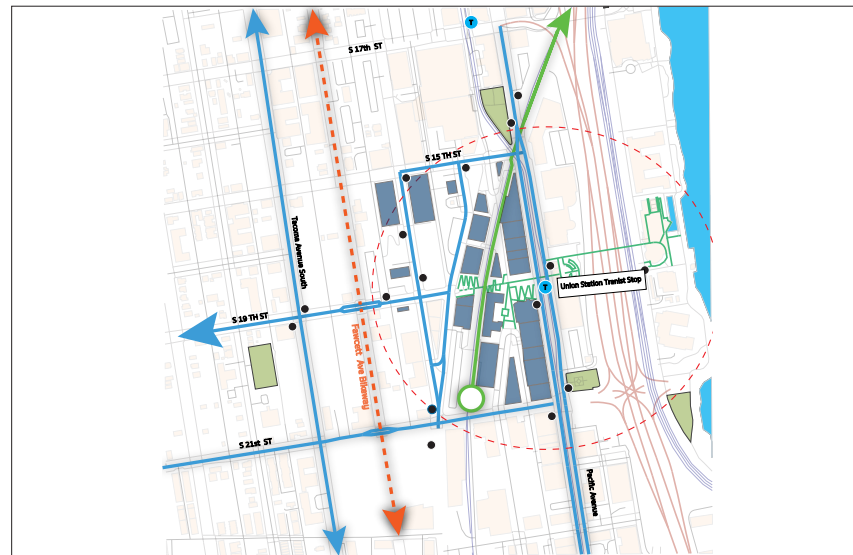 T
S 17th ST
S 15 TH ST
Tacoma Avenue South
Union Station Tranist Stop
T
S 19 TH ST
Fawcett Ave Bikeway
S 21st ST
Pacific Avenue